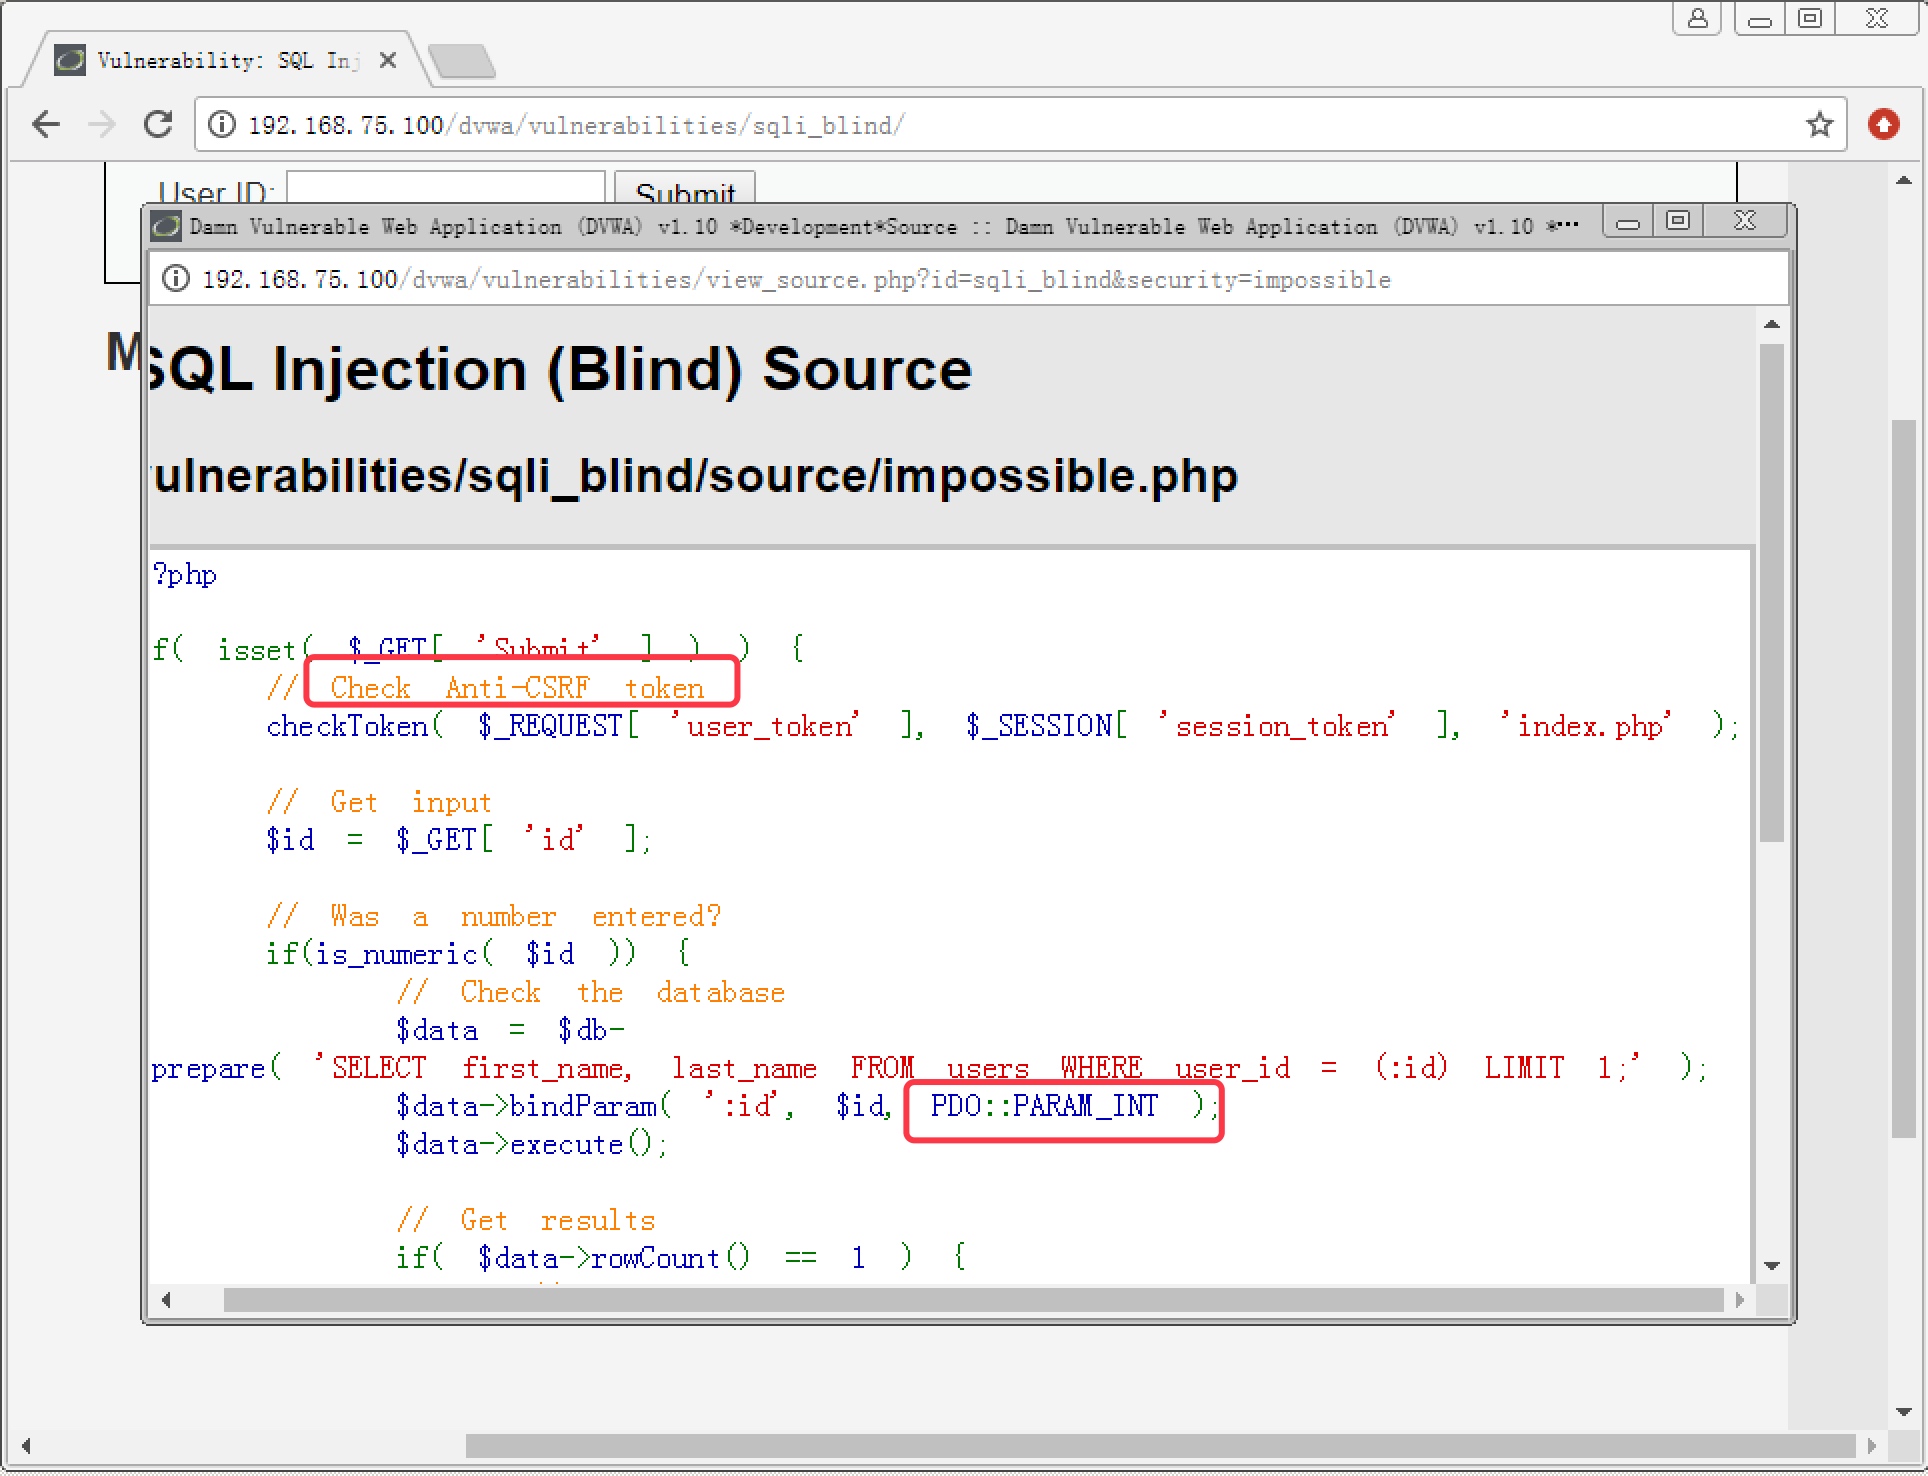 Vulnerability: SQL Inj
192.168.75.100/dvwa/vulnerabilities/sqli_blind/
User ID: Submit
Damn Vulnerable Web Application (DVWA) v1.10 *Development*Source :: Damn Vulnerable Web Application (DVWA) v1.10 *…
192.168.75.100/dvwa/vulnerabilities/view_source.php?id=sqli_blind&security=impossible
M
SQL Injection (Blind) Source
vulnerabilities/sqli_blind/source/impossible.php
?php
f( isset( $_GET[ 'Submit' ] ) ) {
// Check Anti-CSRF token
checkToken( $_REQUEST[ 'user_token' ], $_SESSION[ 'session_token' ], 'index.php' );
// Get input
$id = $_GET[ 'id' ];
// Was a number entered?
if(is_numeric( $id )) {
// Check the database
$data = $db-
prepare( 'SELECT first_name, last_name FROM users WHERE user_id = (:id) LIMIT 1;' );
$data->bindParam( ':id', $id, PDO::PARAM_INT );
$data->execute();
// Get results
if( $data->rowCount() == 1 ) {